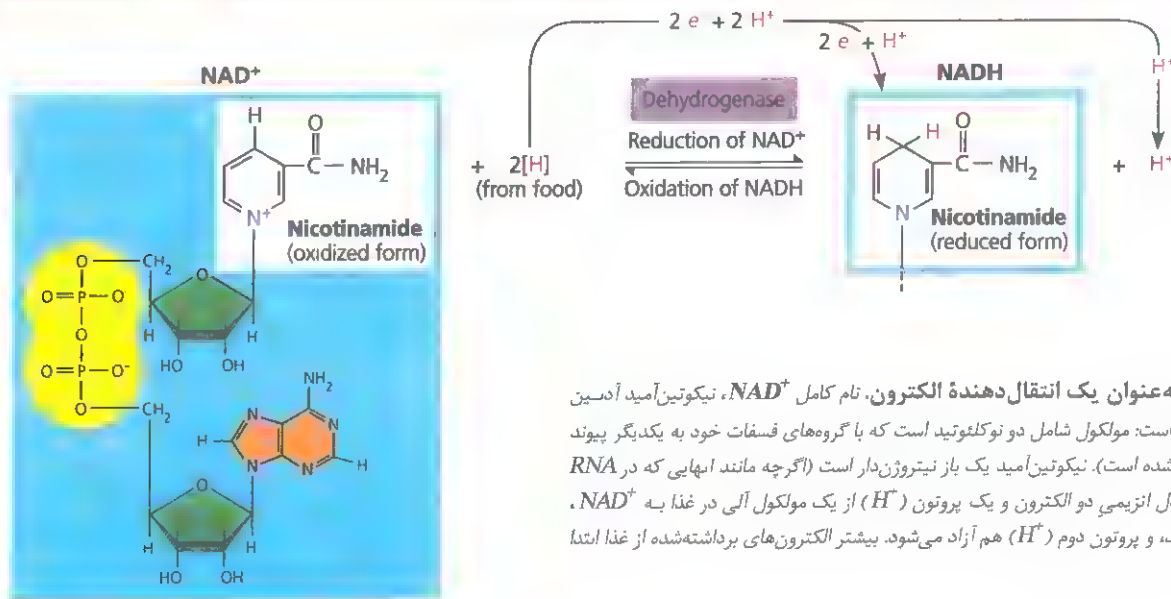 2 e + 2 H⁺
2 e + H⁺
H⁺
NAD⁺
Dehydrogenase
NADH
H
O
C
NH₂
N⁺
Nicotinamide
(oxidized form)
+ 2[H]
(from food)
Reduction of NAD⁺
Oxidation of NADH
H H
O
C
NH₂
N
Nicotinamide
(reduced form)
+ H⁺
O
CH₂
O
O=P–O
H
H
O
HO
OH
O=P–O⁻
O
CH₂
NH₂
N
N
H
N
N
H
O
H
H
HO
OH
عنوان یک انتقال‌دهندهٔ الکترون. نام کامل NAD⁺، نیکوتین‌آمید آدنین
است: مولکول شامل دو نوکلئوتید است که با گروه‌های فسفات خود به یکدیگر پیوند
شده است). نیکوتین‌آمید یک باز نیتروژن‌دار است (اگرچه مانند آنهایی که در RNA
ال انزیمی دو الکترون و یک پروتون (H⁺) از یک مولکول آلی در غذا به NAD⁺،
و پروتون دوم (H⁺) هم آزاد می‌شود. بیشتر الکترون‌های برداشته‌شده از غذا ابتدا